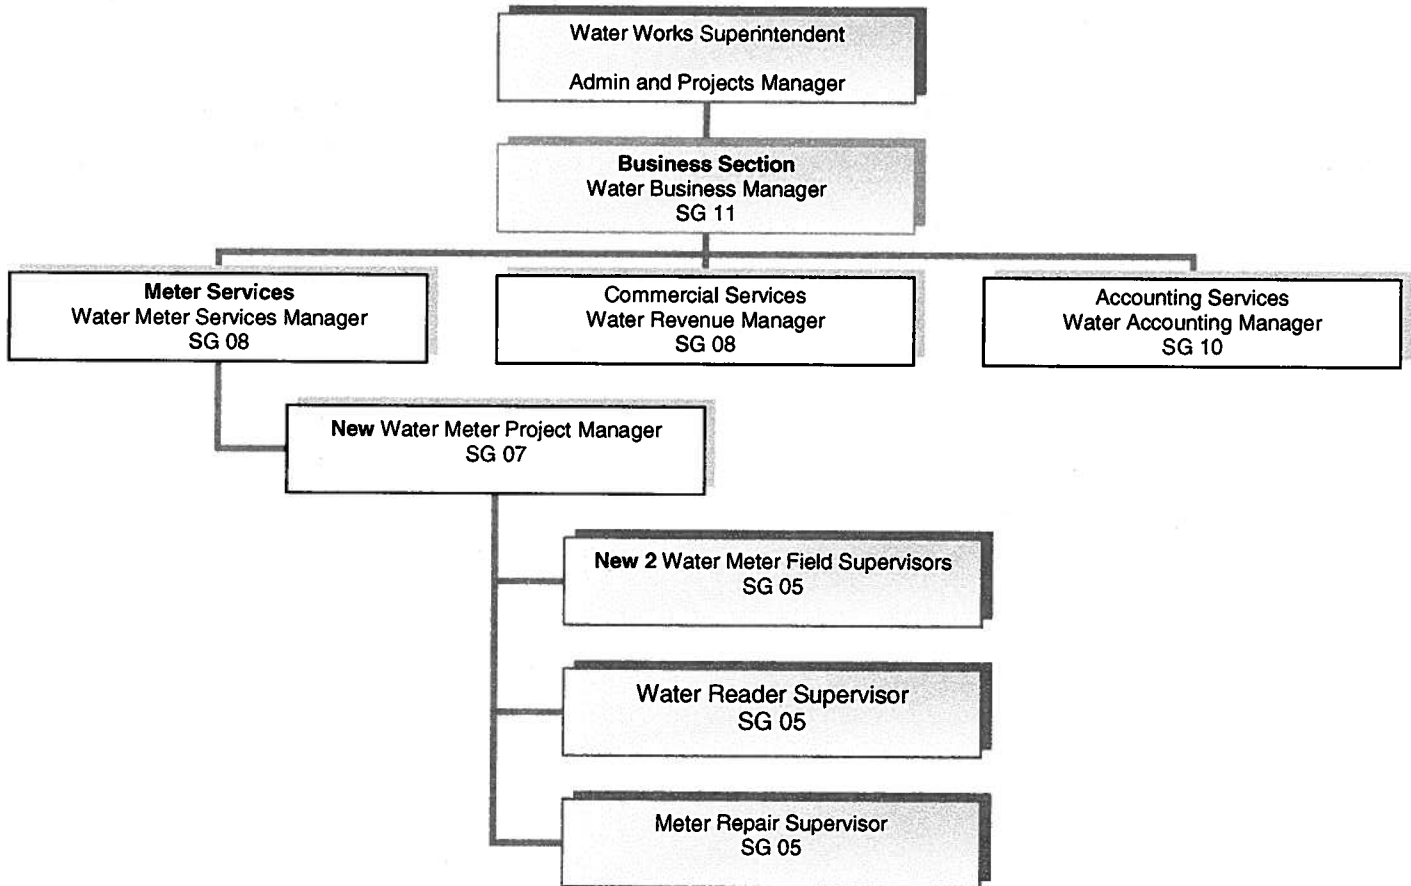 Water Works Superintendent
Admin and Projects Manager
Business Section
Water Business Manager
SG 11
Meter Services
Water Meter Services Manager
SG 08
Commercial Services
Water Revenue Manager
SG 08
Accounting Services
Water Accounting Manager
SG 10
New Water Meter Project Manager
SG 07
New 2 Water Meter Field Supervisors
SG 05
Water Reader Supervisor
SG 05
Meter Repair Supervisor
SG 05